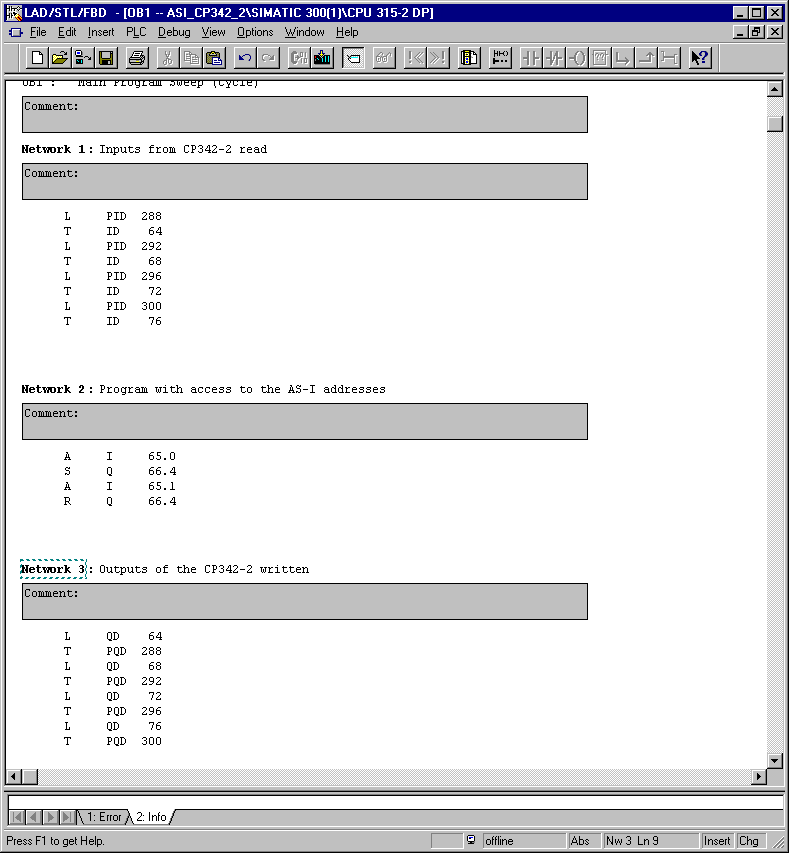 LAD/STL/FBD - [OB1 -- ASI_CP342_2\SIMATIC 300(1)\CPU 315-2 DP]
File Edit Insert PLC Debug View Options Window Help
OB1 : "Main Program Sweep (Cycle)"
Comment:
Network 1: Inputs from CP342-2 read
Comment:
L PID 288
T ID 64
L PID 292
T ID 68
L PID 296
T ID 72
L PID 300
T ID 76
Network 2: Program with access to the AS-I addresses
Comment:
A I 65.0
S Q 66.4
A I 65.1
R Q 66.4
Network 3: Outputs of the CP342-2 written
Comment:
L QD 64
T PQD 288
L QD 68
T PQD 292
L QD 72
T PQD 296
L QD 76
T PQD 300
1: Error 2: Info
Press F1 to get Help. offline Abs Nw 3 Ln 9 Insert Chg